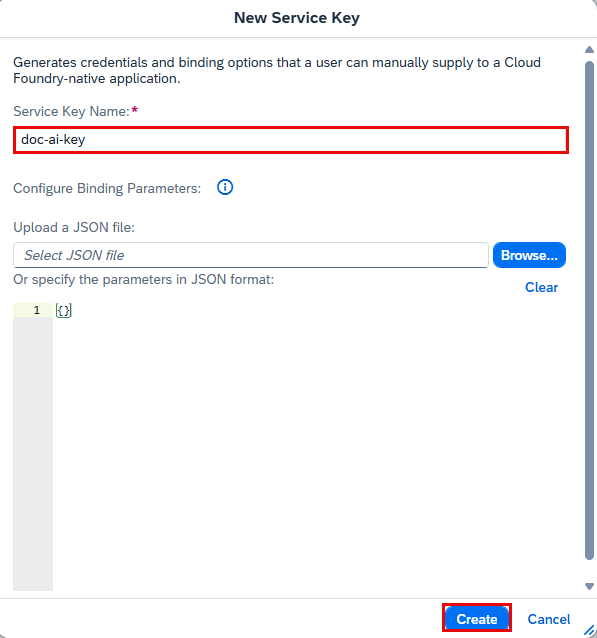 New Service Key
Generates credentials and binding options that a user can manually supply to a Cloud
Foundry-native application.
Service Key Name:*
doc-ai-key
Configure Binding Parameters:
Upload a JSON file:
Select JSON file
Browse...
Or specify the parameters in JSON format:
Clear
1 {}
Create Cancel